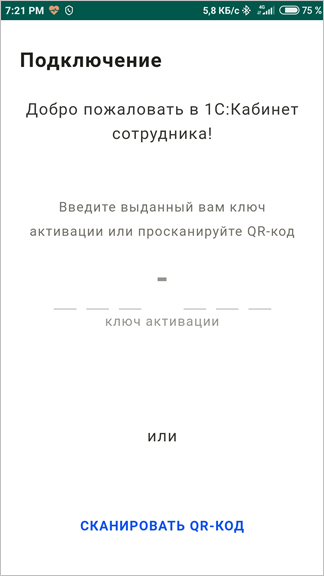 7:21 PM 5,8 КБ/с 4G 75 %
Подключение
Добро пожаловать в 1С:Кабинет
сотрудника!
Введите выданный вам ключ
активации или просканируйте QR-код
-
ключ активации
или
СКАНИРОВАТЬ QR-КОД